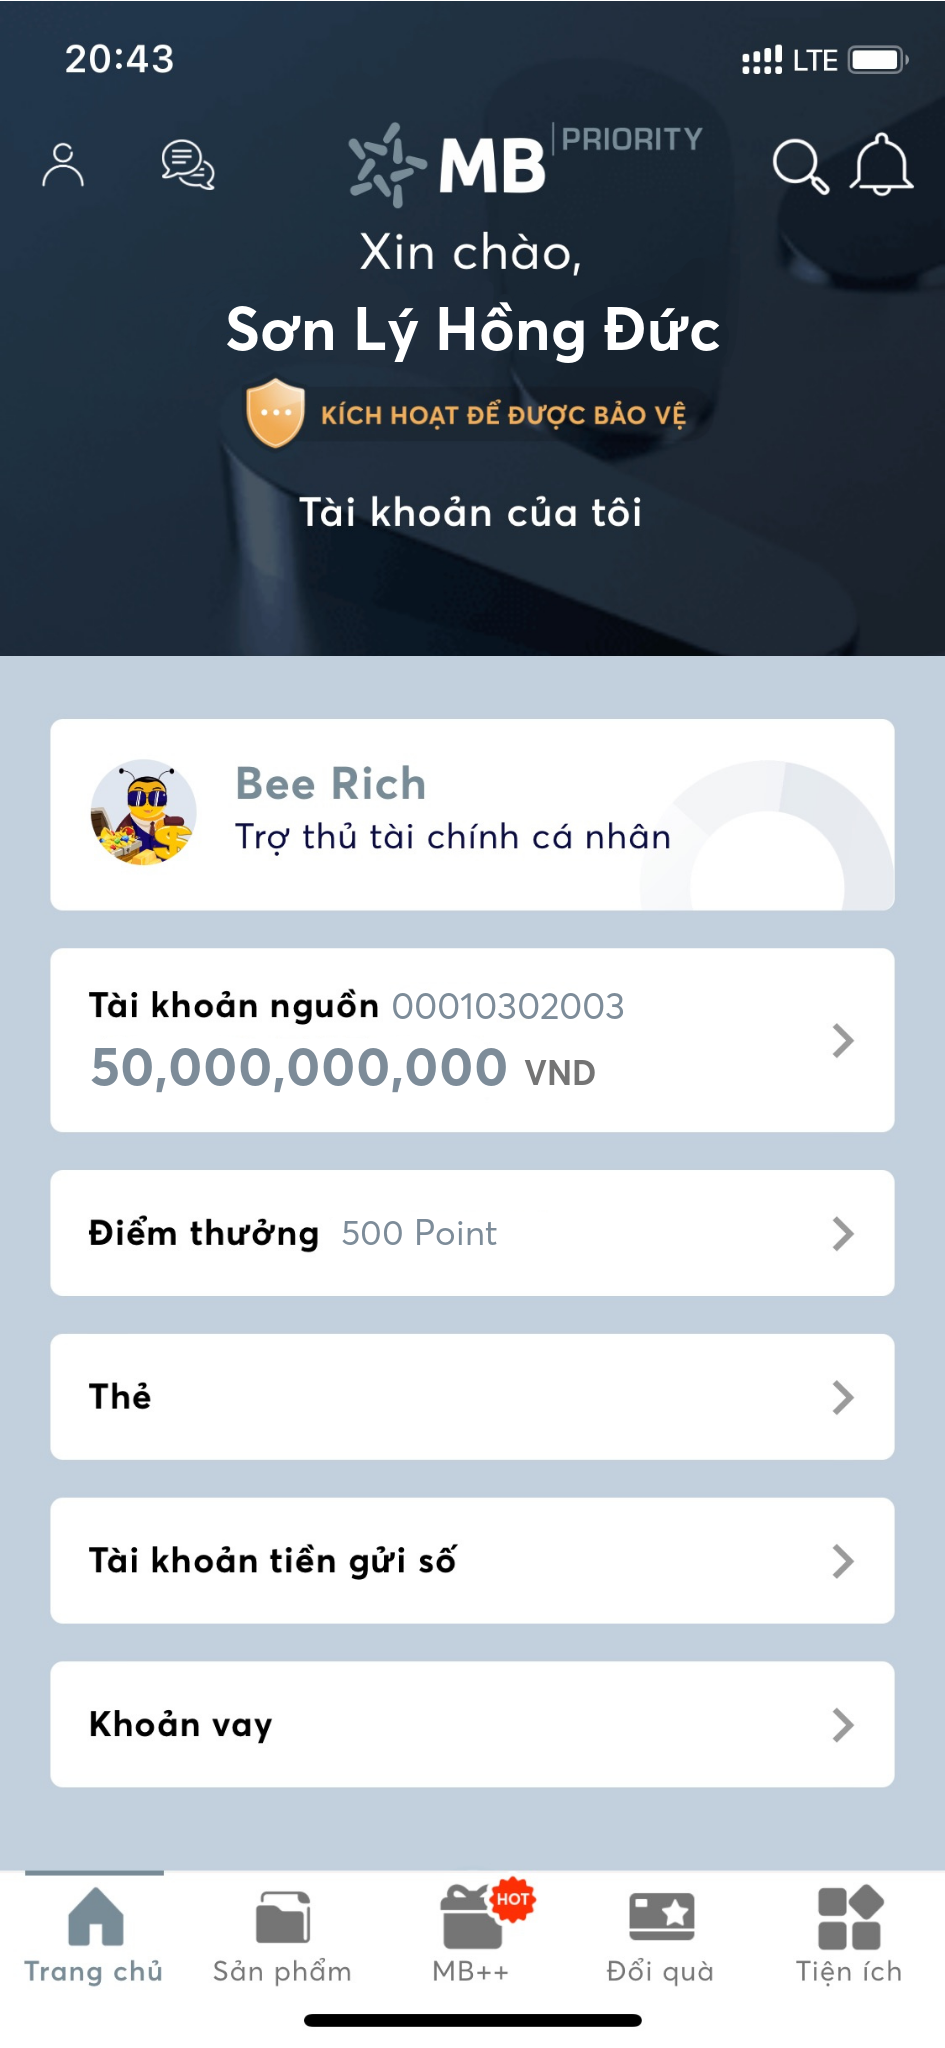 20:43
LTE
MB PRIORITY
Xin chào,
Sơn Lý Hồng Đức
KÍCH HOẠT ĐỂ ĐƯỢC BẢO VỆ
Tài khoản của tôi
Bee Rich
Trợ thủ tài chính cá nhân
Tài khoản nguồn 00010302003
50,000,000,000 VND
Điểm thưởng 500 Point
Thẻ
Tài khoản tiền gửi số
Khoản vay
HOT
Trang chủ
Sản phẩm
MB++
Đổi quà
Tiện ích